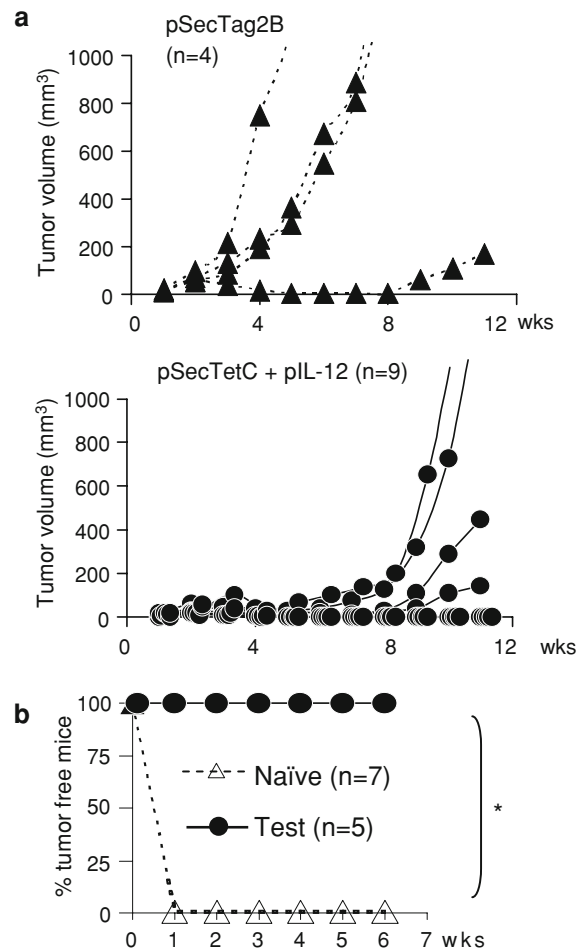 a
pSecTag2B
(n=4)
Tumor volume (mm³)
1000
800
600
400
200
0
0 4 8 12 wks
pSecTetC + pIL-12 (n=9)
Tumor volume (mm³)
1000
800
600
400
200
0
0 4 8 12 wks
b
% tumor free mice
100
75
50
25
0
Naïve (n=7)
Test (n=5)
*
0 1 2 3 4 5 6 7 wks